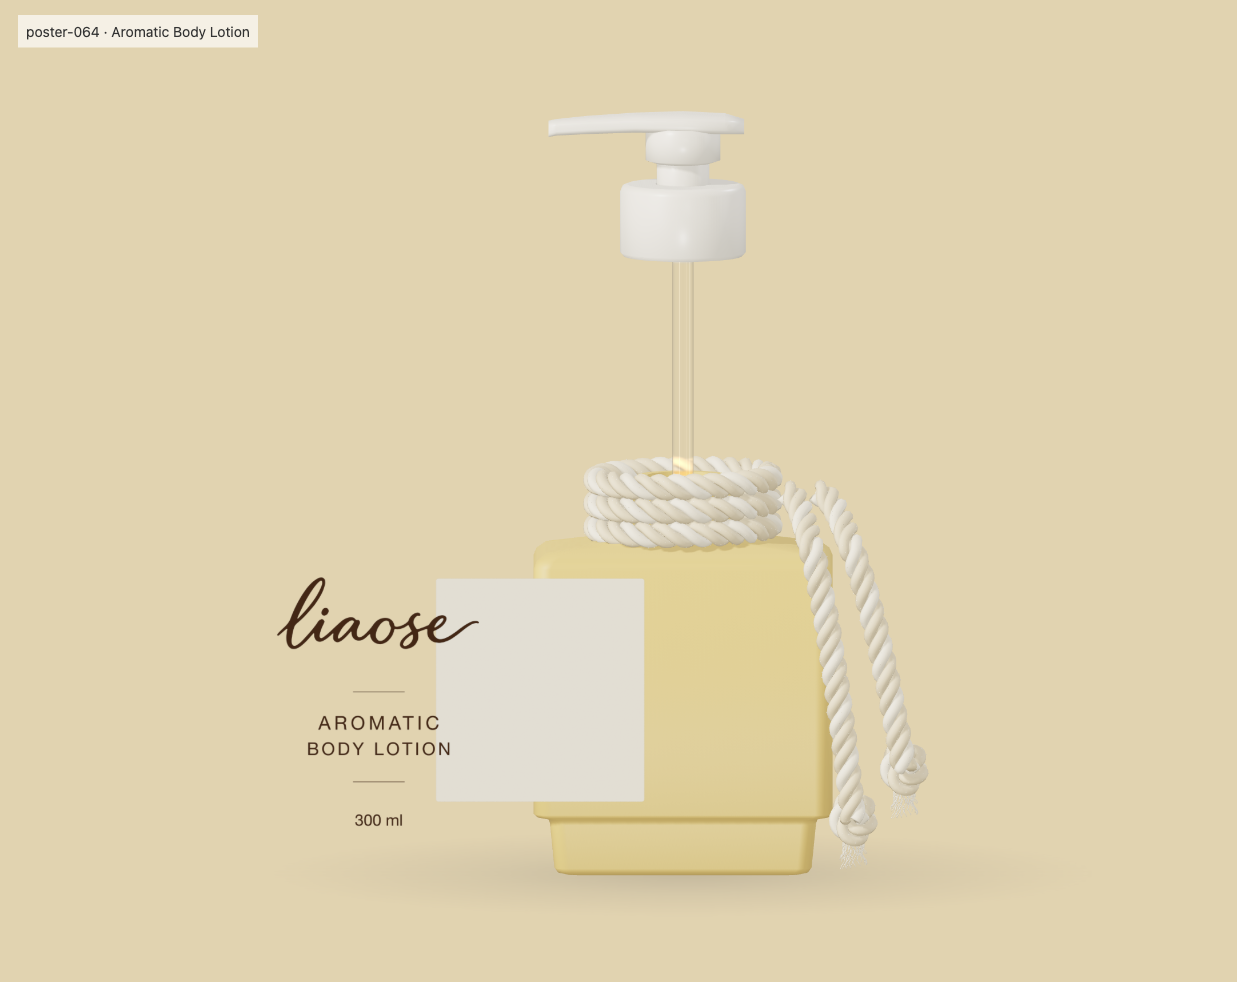 poster-064 · Aromatic Body Lotion
liaose
AROMATIC
BODY LOTION
300 ml